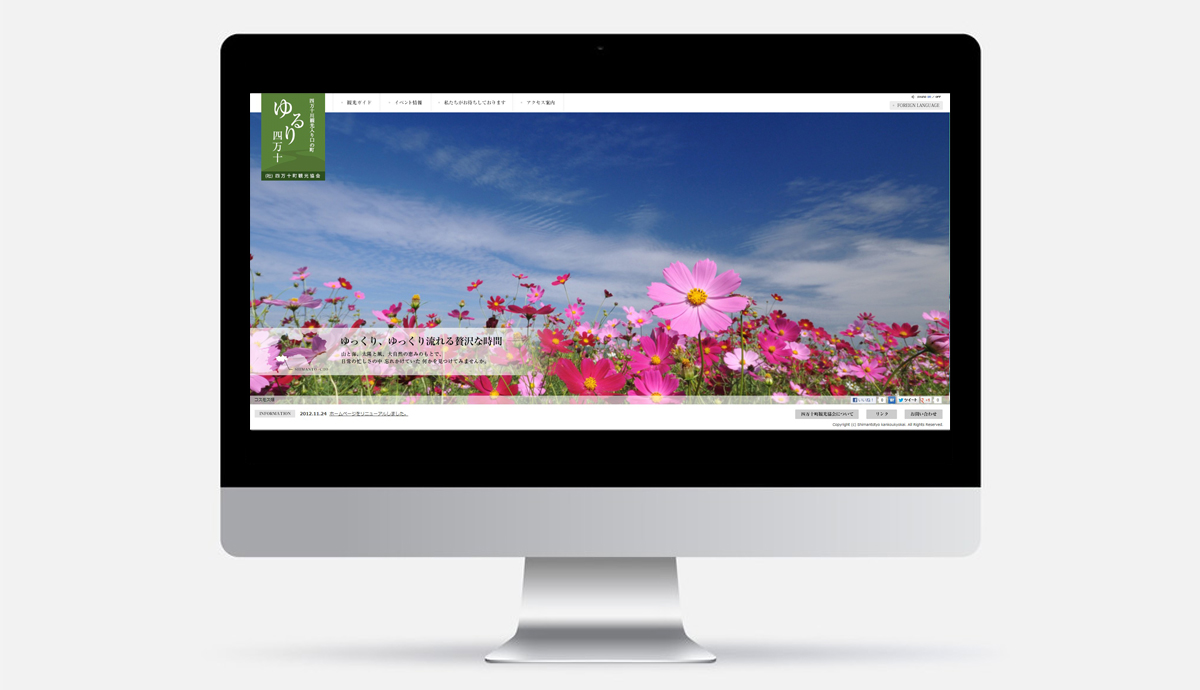 ゆるり
四万十
四万十川観光入り口の町
(社)四万十町観光協会
観光ガイド
イベント情報
私たちがお待ちしております
アクセス案内
FOREIGN LANGUAGE
ゆっくり、ゆっくり流れる贅沢な時間
山と海、太陽と風。大自然の恵みのもとで、
日常の忙しさの中 忘れかけていた 何かを見つけてみませんか。
コスモス畑
いいね!
0
ツイート
0
INFORMATION
2012.11.24 ホームページをリニューアルしました。
四万十町観光協会について
リンク
お問い合わせ